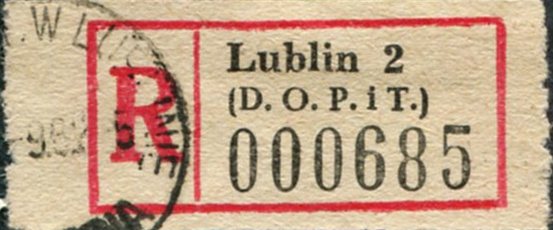 R
Lublin 2
(D. O. P. i T.)
000685